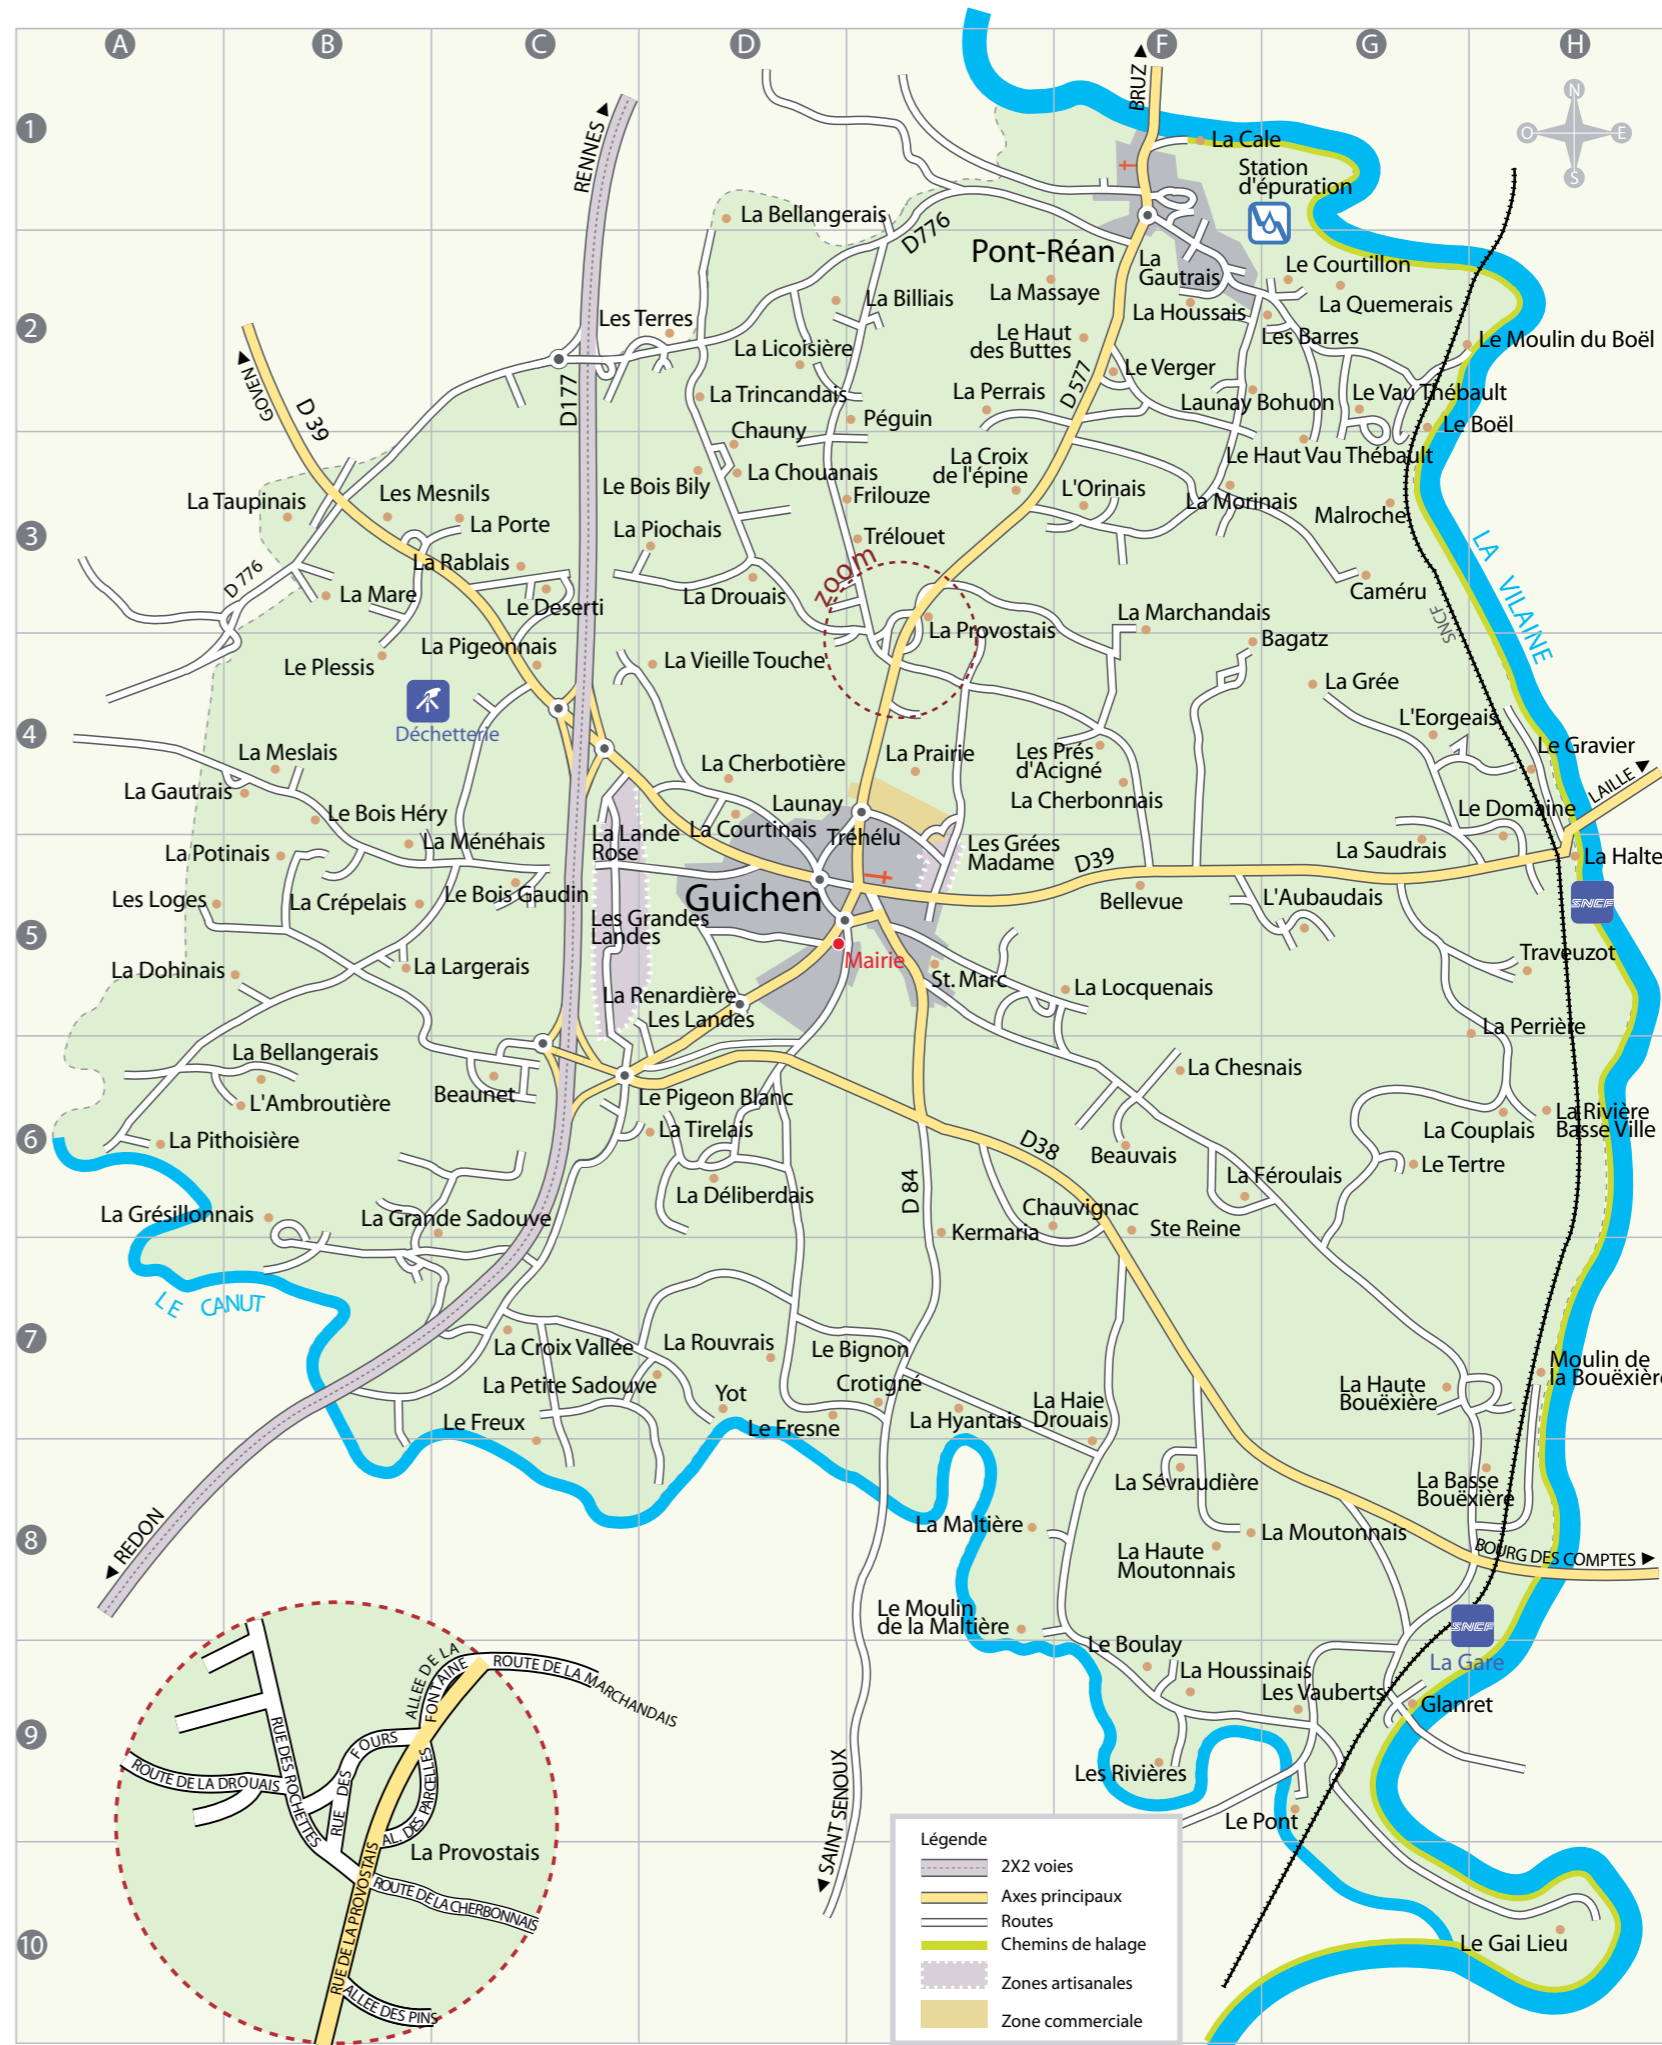 A
B
C
D
F
G
H
N
O
E
S
1
2
3
4
5
6
7
8
9
10
BRUZ
RENNES
La Cale
Station
d'épuration
La Bellangerais
D776
Pont-Réan
La
Gautrais
Le Courtillon
La Massaye
La Quemerais
La Billiais
La Houssais
Les Terres
Le Haut
des Buttes
Les Barres
Le Moulin du Boël
La Licoisière
GOVEN
D 39
D177
D577
Le Verger
La Trincandais
La Perrais
Launay Bohuon
Le Vau Thébault
Péguin
Le Boël
Chauny
La Croix
de l'épine
Le Haut Vau Thébault
La Chouanais
Le Bois Bily
Frilouze
L'Orinais
La Morinais
La Taupinais
Les Mesnils
La Porte
Malroche
La Piochais
Trélouet
LA VILAINE
La Rablais
zoom
D 776
La Mare
Le Deserti
La Drouais
Caméru
SNCF
La Marchandais
La Provostais
Bagatz
La Pigeonnais
Le Plessis
La Vieille Touche
La Grée
Déchetterie
L'Eorgeais
La Meslais
La Prairie
Les Prés
d'Acigné
Le Gravier
La Cherbotière
La Gautrais
LAILLE
Launay
La Cherbonnais
Le Bois Héry
Le Domaine
La Courtinais
Tréhélu
La Lande
Rose
La Ménéhais
La Potinais
Les Grées
Madame
D39
La Saudrais
La Halte
Le Bois Gaudin
Guichen
Les Loges
La Crépelais
Bellevue
L'Aubaudais
SNCF
Les Grandes
Landes
Mairie
Traveuzot
La Dohinais
La Largerais
St. Marc
La Locquenais
La Renardière
Les Landes
La Perrière
La Bellangerais
La Chesnais
L'Ambroutière
Beaunet
Le Pigeon Blanc
La Rivière
Basse Ville
La Pithoisière
La Tirelais
La Couplais
D38
Beauvais
Le Tertre
La Féroulais
La Déliberdais
D 84
La Grésillonnais
La Grande Sadouve
Chauvignac
Kermaria
Ste Reine
LE CANUT
La Croix Vallée
La Rouvrais
Le Bignon
Moulin de
la Bouëxière
La Petite Sadouve
Yot
Crotigné
La Haute
Bouëxière
La Haie
Drouais
Le Freux
Le Fresne
La Hyantais
La Sévraudière
La Basse
Bouëxière
REDON
La Maltière
La Moutonnais
La Haute
Moutonnais
BOURG DES COMPTES
Le Moulin
de la Maltière
SNCF
La Gare
Le Boulay
La Houssinais
Les Vauberts
Glanret
Les Rivières
Le Pont
SAINT SENOUX
Le Gai Lieu
ALLEE DE LA
FONTAINE
ROUTE DE LA MARCHANDAIS
RUE DES ROCHETTES
RUE DES FOURS
ROUTE DE LA DROUAIS
AL. DES PARCELLES
La Provostais
RUE DE LA PROVOSTAIS
ROUTE DE LA CHERBONNAIS
ALLEE DES PINS
Légende
2X2 voies
Axes principaux
Routes
Chemins de halage
Zones artisanales
Zone commerciale